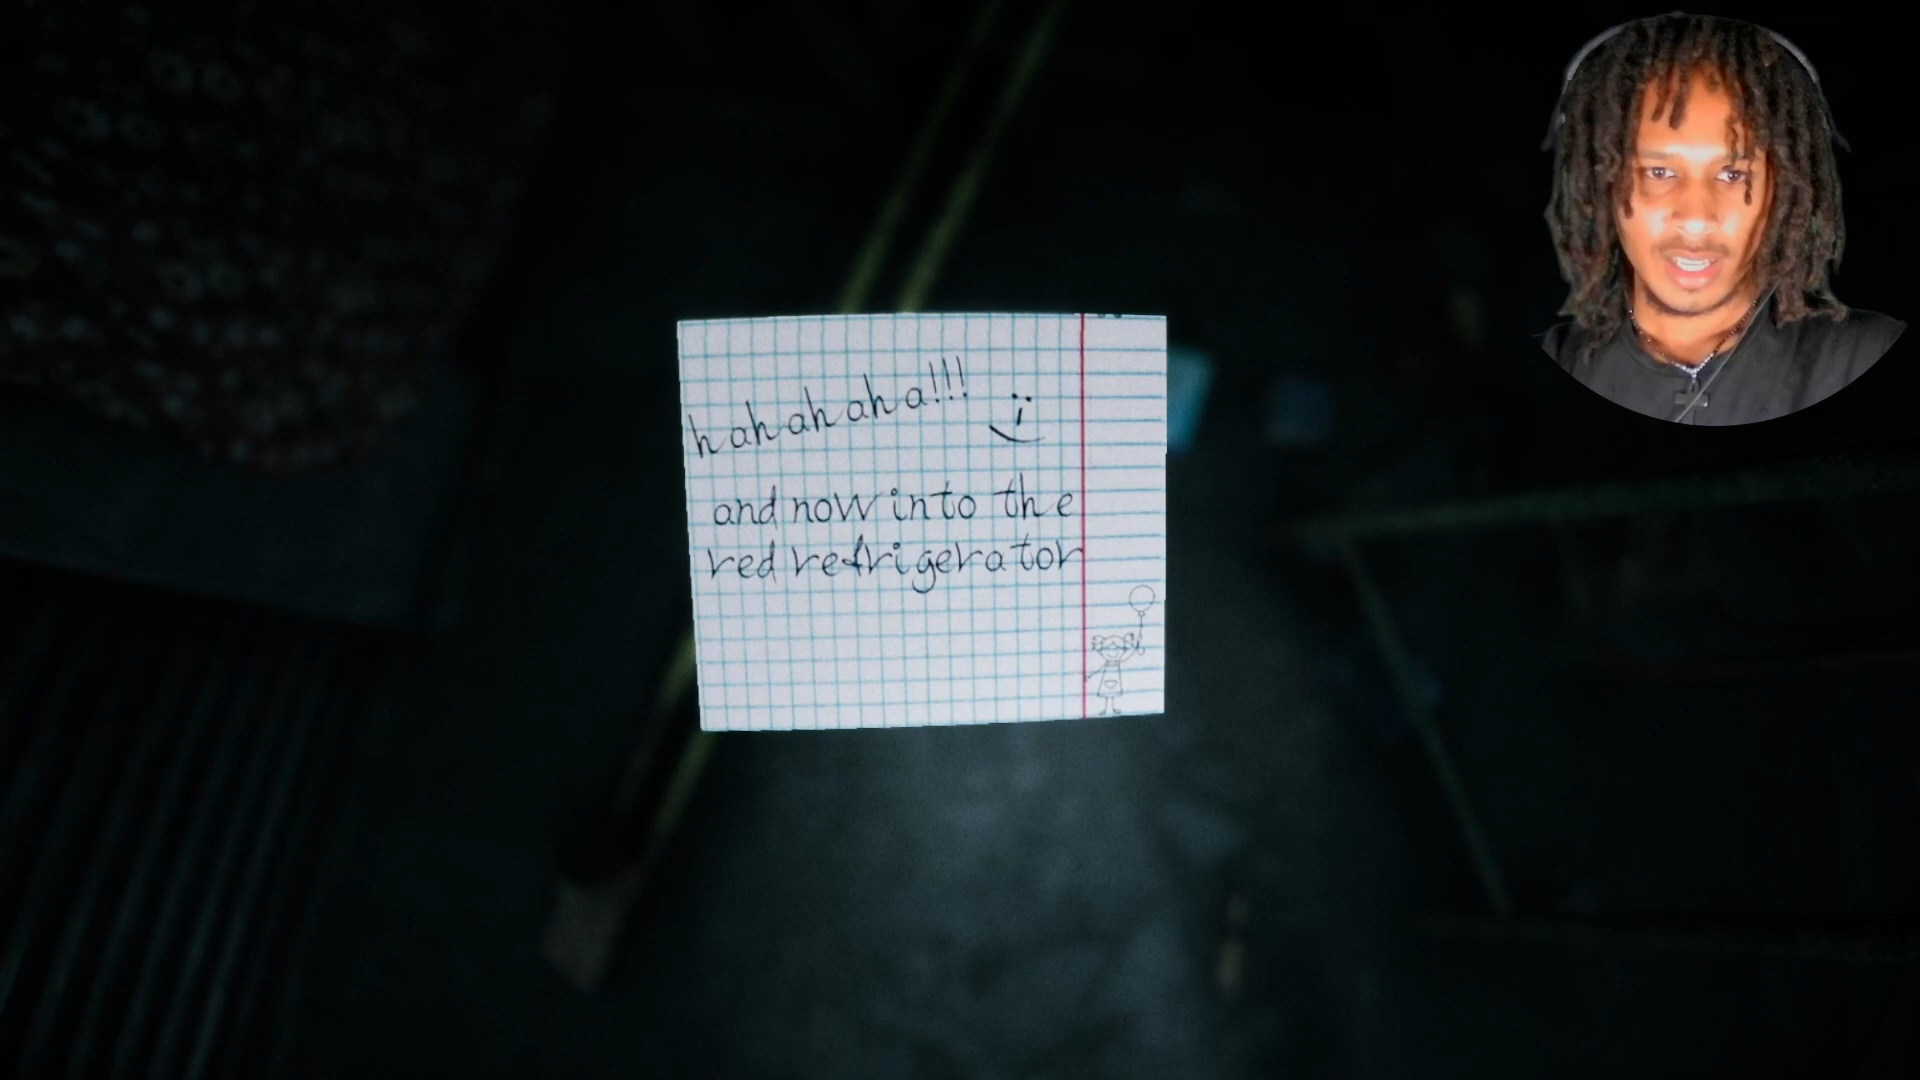 hahahaha!!! :)
and now into the
red refrigerator